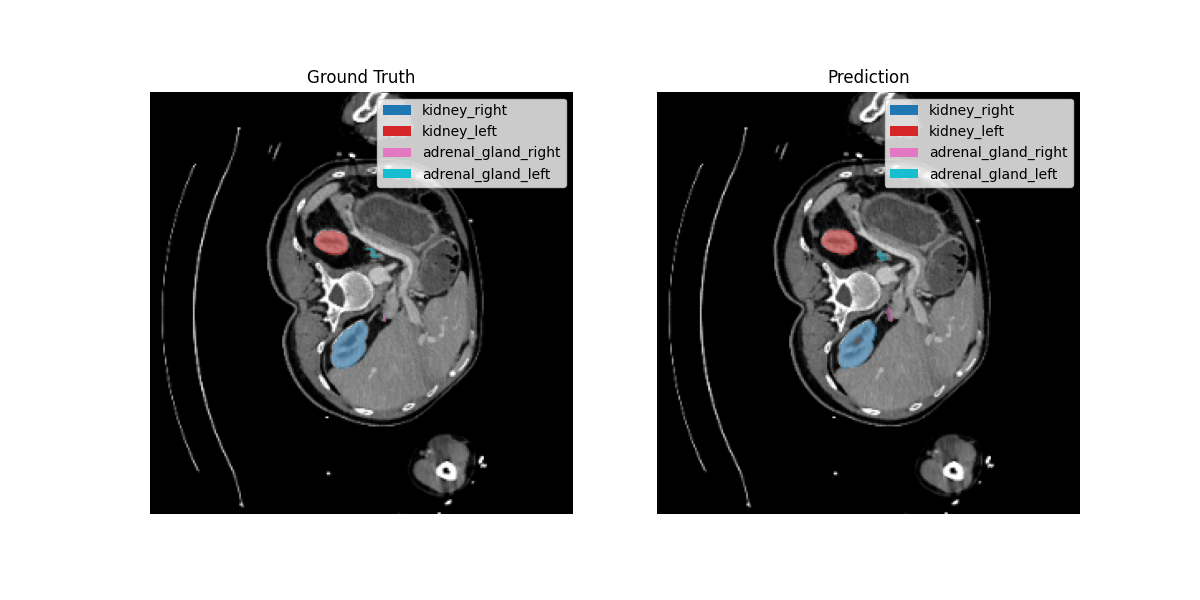 Ground Truth
kidney_right
kidney_left
adrenal_gland_right
adrenal_gland_left
Prediction
kidney_right
kidney_left
adrenal_gland_right
adrenal_gland_left